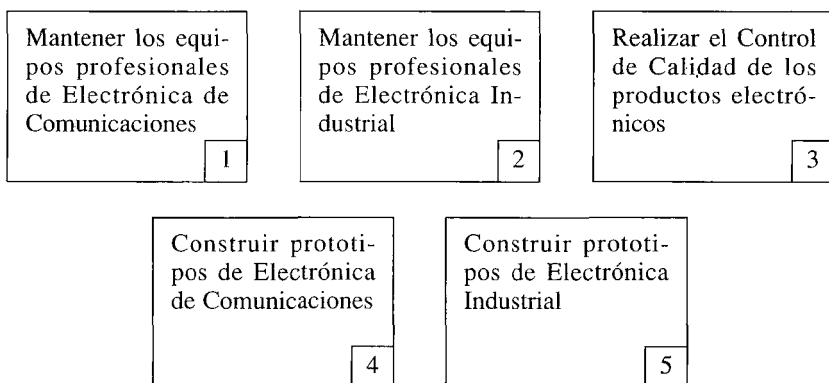 Mantener los equi-
pos profesionales
de Electrónica de
Comunicaciones
1
Mantener los equi-
pos profesionales
de Electrónica In-
dustrial
2
Realizar el Control
de Calidad de los
productos electró-
nicos
3
Construir prototi-
pos de Electrónica
de Comunicaciones
4
Construir prototi-
pos de Electrónica
Industrial
5